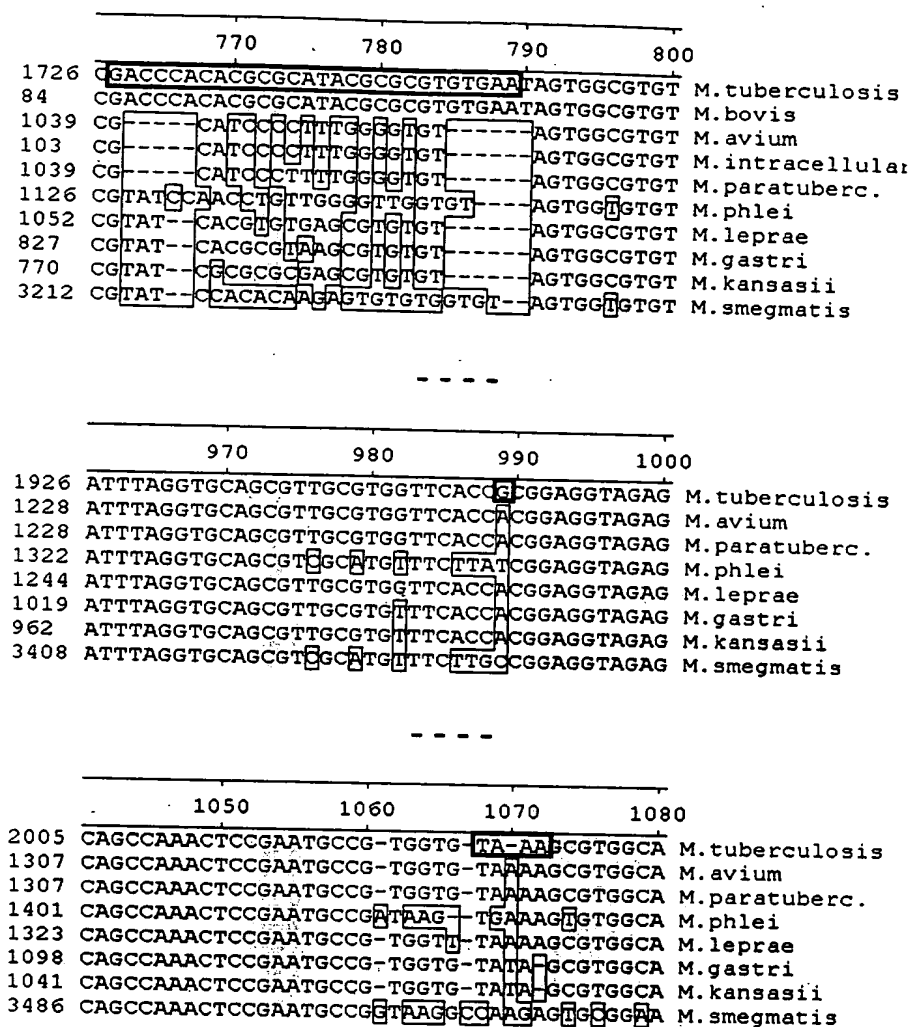 770 780 790 800
1726 CGACCCACACGCGCATACGCGCGTGTGAATAGTGGCGTGT M.tuberculosis
84 CGACCCACACGCGCATACGCGCGTGTGAATAGTGGCGTGT M.bovis
1039 CG-----CATCCCCTTTGGGGTGT------AGTGGCGTGT M.avium
103 CG-----CATCCCCTTTGGGGTGT------AGTGGCGTGT M.intracellular
1039 CG-----CATCCCTTTTGGGGTGT------AGTGGCGTGT M.paratuberc.
1126 CGTATCCAACCTGTTGGGGTTGGTGT----AGTGGTGTGT M.phlei
1052 CGTAT--CACGTGTGAGCGTGTGT------AGTGGCGTGT M.leprae
827 CGTAT--CACGCGTAAGCGTGTGT------AGTGGCGTGT M.gastri
770 CGTAT--CGCGCGCGAGCGTGTGT------AGTGGCGTGT M.kansasii
3212 CGTAT--CCACACAAGAGTGTGTGGTGT--AGTGGTGTGT M.smegmatis
----
970 980 990 1000
1926 ATTTAGGTGCAGCGTTGCGTGGTTCACCGCGGAGGTAGAG M.tuberculosis
1228 ATTTAGGTGCAGCGTTGCGTGGTTCACCACGGAGGTAGAG M.avium
1228 ATTTAGGTGCAGCGTTGCGTGGTTCACCACGGAGGTAGAG M.paratuberc.
1322 ATTTAGGTGCAGCGTCGCATGTTTCTTATCGGAGGTAGAG M.phlei
1244 ATTTAGGTGCAGCGTTGCGTGGTTCACCACGGAGGTAGAG M.leprae
1019 ATTTAGGTGCAGCGTTGCGTGTTTCACCACGGAGGTAGAG M.gastri
962 ATTTAGGTGCAGCGTTGCGTGTTTCACCACGGAGGTAGAG M.kansasii
3408 ATTTAGGTGCAGCGTCGCATGTTTCTTGCCGGAGGTAGAG M.smegmatis
----
1050 1060 1070 1080
2005 CAGCCAAACTCCGAATGCCG-TGGTG-TA-AAGCGTGGCA M.tuberculosis
1307 CAGCCAAACTCCGAATGCCG-TGGTG-TAAAAGCGTGGCA M.avium
1307 CAGCCAAACTCCGAATGCCG-TGGTG-TAAAAGCGTGGCA M.paratuberc.
1401 CAGCCAAACTCCGAATGCCGATAAG--TGAAAGTGTGGCA M.phlei
1323 CAGCCAAACTCCGAATGCCG-TGGTT-TAAAAGCGTGGCA M.leprae
1098 CAGCCAAACTCCGAATGCCG-TGGTG-TATA-GCGTGGCA M.gastri
1041 CAGCCAAACTCCGAATGCCG-TGGTG-TATA-GCGTGGCA M.kansasii
3486 CAGCCAAACTCCGAATGCCGGTAAGGCCAAGAGTGCGGAA M.smegmatis